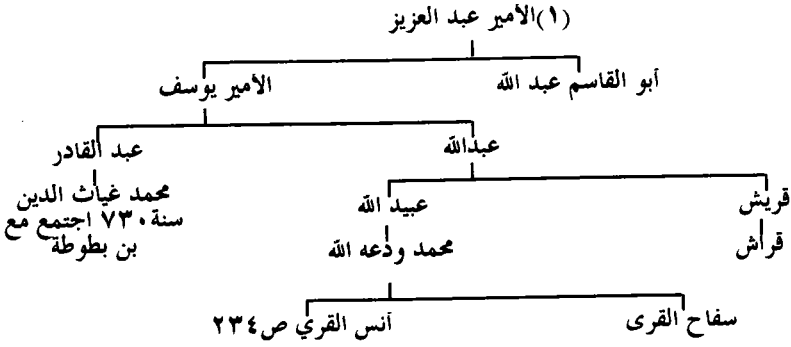 (١) الأمير عبد العزيز
أبو القاسم عبد الله
الأمير يوسف
عبدالله
عبد القادر
قريش
عبيد الله
محمد غياث الدين
سنة ٧٣٠ اجتمع مع
بن بطوطة
قراش
محمد ودعه الله
سفاح القرى
أنس القري ص٢٣٤